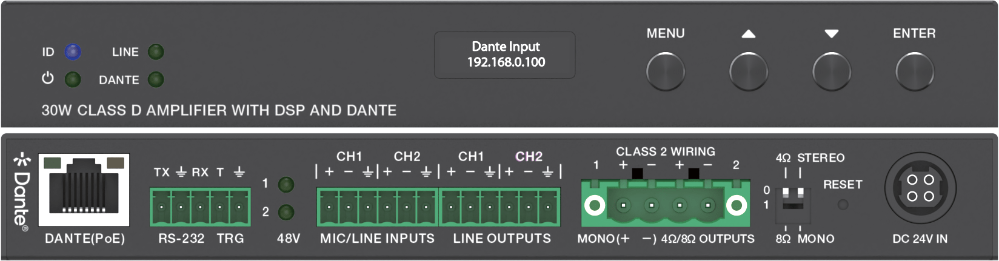 MENU ENTER
Dante Input
192.168.0.100
ID LINE
DANTE
30W CLASS D AMPLIFIER WITH DSP AND DANTE
Dante®
DANTE(PoE)
TX RX T
RS-232 TRG
1
2
48V
CH1 CH2
+ − + −
MIC/LINE INPUTS
CH1 CH2
+ − + −
LINE OUTPUTS
CLASS 2 WIRING
1 + − + − 2
MONO(+ −) 4Ω/8Ω OUTPUTS
4Ω STEREO
0
1
8Ω MONO
RESET
DC 24V IN